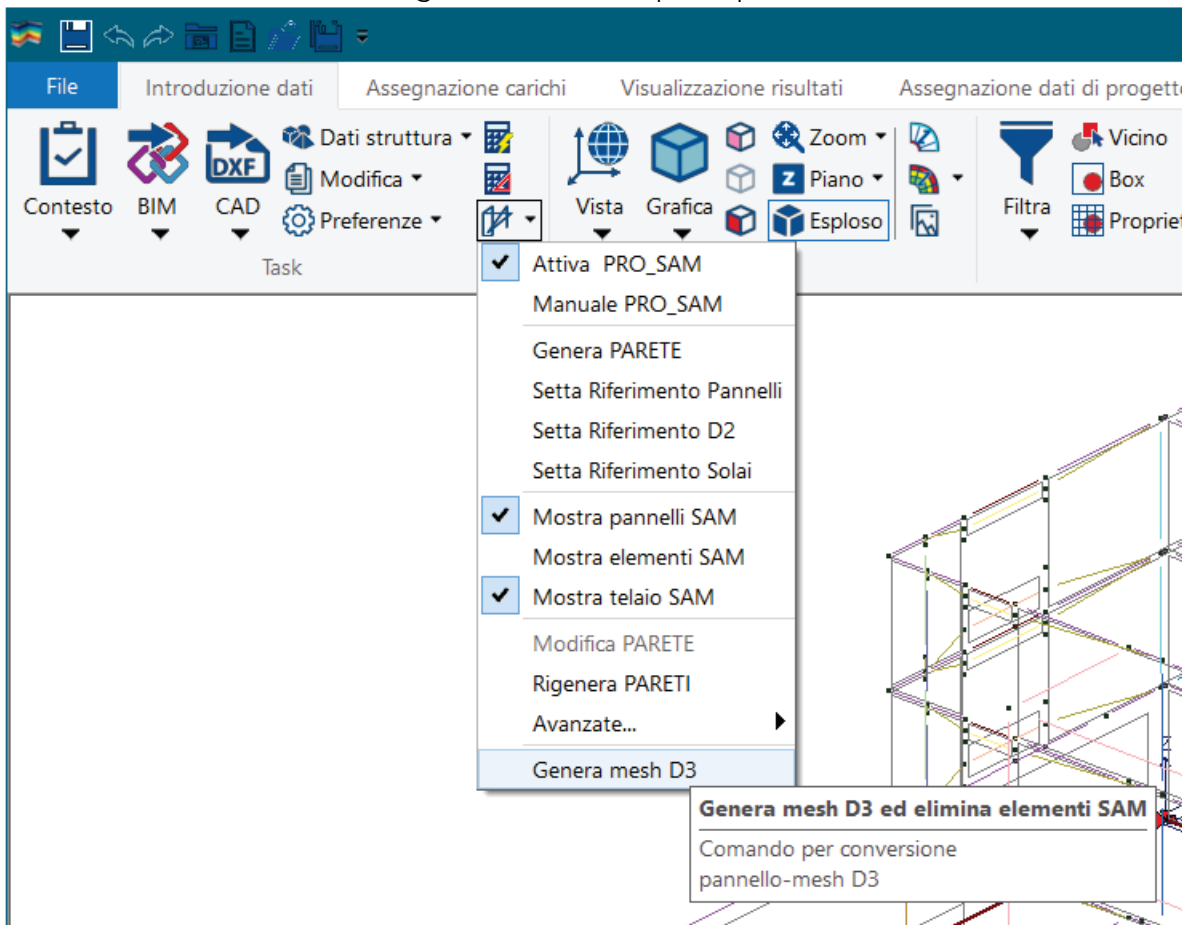 File Introduzione dati Assegnazione carichi Visualizzazione risultati Assegnazione dati di progetto
Contesto
BIM
DXF
CAD
Dati struttura
Modifica
Preferenze
Task
Vista
Grafica
Zoom
Z Piano
Esploso
Filtra
Vicino
Box
Propriet
Attiva PRO_SAM
Manuale PRO_SAM
Genera PARETE
Setta Riferimento Pannelli
Setta Riferimento D2
Setta Riferimento Solai
Mostra pannelli SAM
Mostra elementi SAM
Mostra telaio SAM
Modifica PARETE
Rigenera PARETI
Avanzate...
Genera mesh D3
Genera mesh D3 ed elimina elementi SAM
Comando per conversione
pannello-mesh D3
Z